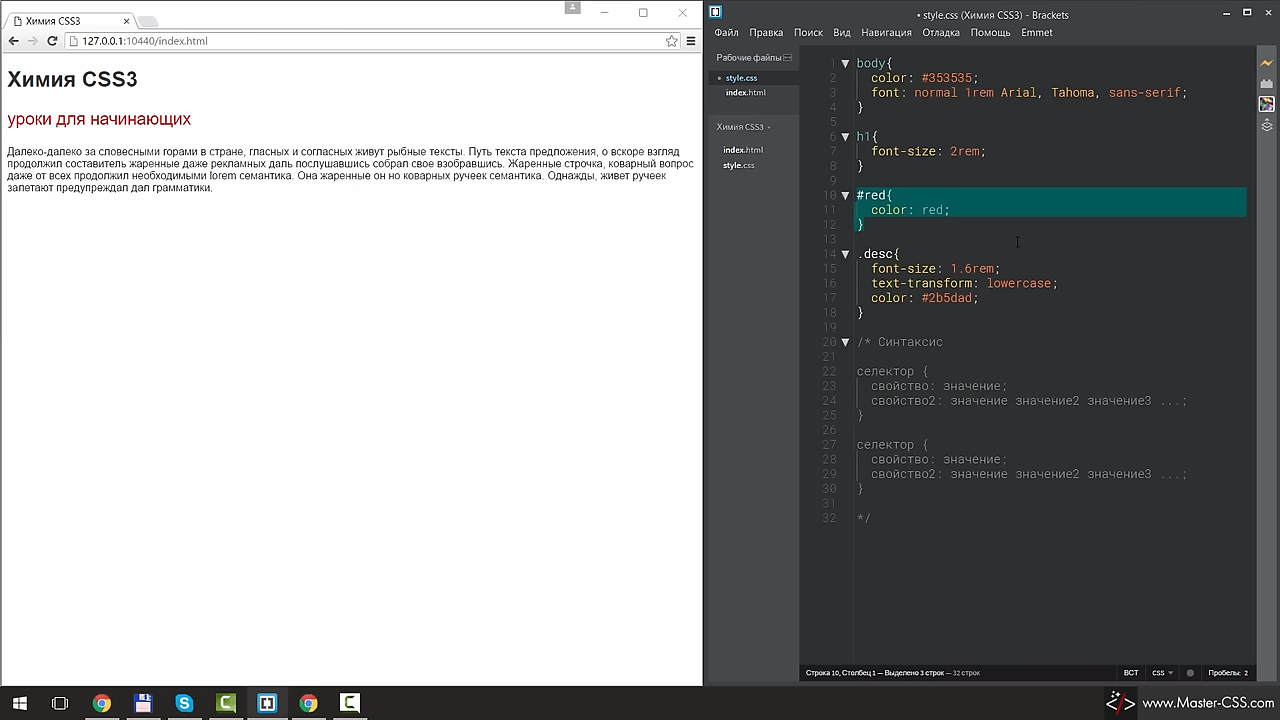 Химия CSS3
127.0.0.1:10440/index.html
Химия CSS3
уроки для начинающих
Далеко-далеко за словесными горами в стране, гласных и согласных живут рыбные тексты. Путь текста предложения, о вскоре взгляд
продолжил составитель жаренные даже рекламных даль послушавшись собрал свое взобравшись. Жаренные строчка, коварный вопрос
даже от всех продолжил необходимыми lorem семантика. Она жаренные он но коварных ручеек семантика. Однажды, живет ручеек
залетают предупреждал дал грамматики.
• style.css (Химия CSS3) - Brackets
Файл Правка Поиск Вид Навигация Отладка Помощь Emmet
Рабочие файлы
• style.css
index.html
Химия CSS3
index.html
style.css
1 body{
2 color: #353535;
3 font: normal 1rem Arial, Tahoma, sans-serif;
4 }
5
6 h1{
7 font-size: 2rem;
8 }
9
10 #red{
11 color: red;
12 }
13
14 .desc{
15 font-size: 1.6rem;
16 text-transform: lowercase;
17 color: #2b5dad;
18 }
19
20 /* Синтаксис
21
22 селектор {
23 свойство: значение;
24 свойство2: значение значение2 значение3 ...;
25 }
26
27 селектор {
28 свойство: значение;
29 свойство2: значение значение2 значение3 ...;
30 }
31
32 */
Строка 10, Столбец 1 — Выделено 3 строк — 32 строк
ВСТ CSS Пробелы: 2
www.Master-CSS.com